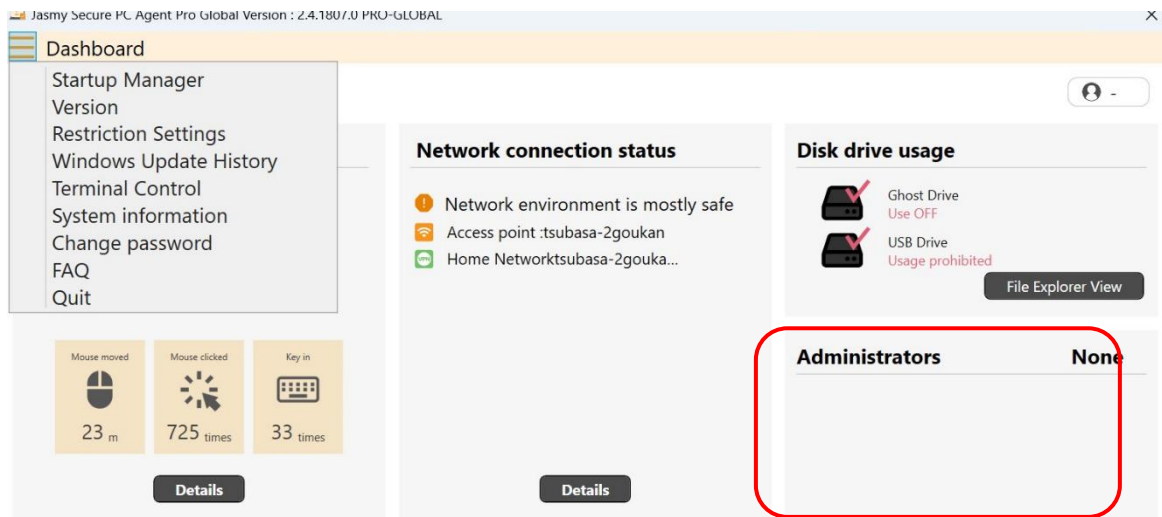 Jasmy Secure PC Agent Pro Global Version : 2.4.1807.0 PRO-GLOBAL
Dashboard
Startup Manager
Version
Restriction Settings
Windows Update History
Terminal Control
System information
Change password
FAQ
Quit
-
Mouse moved
23 m
Mouse clicked
725 times
Key in
33 times
Details
Network connection status
Network environment is mostly safe
Access point :tsubasa-2goukan
VPN
Home Networktsubasa-2gouka...
Details
Disk drive usage
Ghost Drive
Use OFF
USB Drive
Usage prohibited
File Explorer View
Administrators None